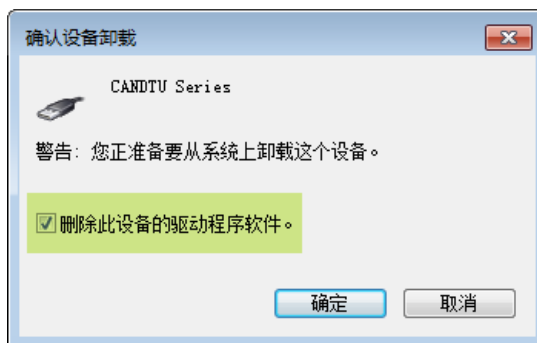 确认设备卸载
CANDTU Series
警告: 您正准备要从系统上卸载这个设备。
删除此设备的驱动程序软件。
确定
取消